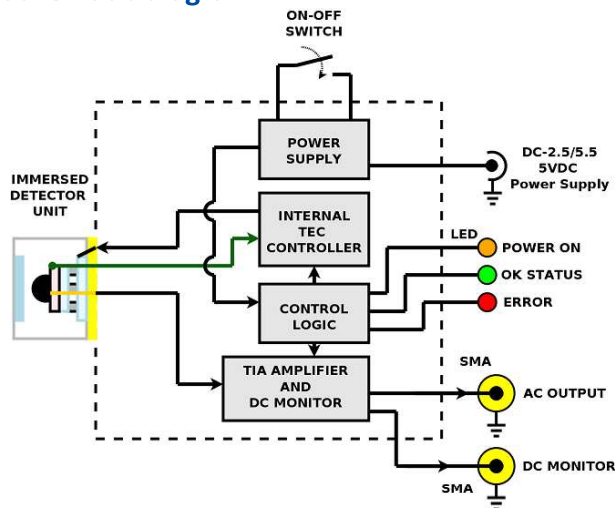 ON-OFF
SWITCH
POWER
SUPPLY
DC-2.5/5.5
5VDC
Power Supply
IMMERSED
DETECTOR
UNIT
INTERNAL
TEC
CONTROLLER
LED
POWER ON
OK STATUS
ERROR
CONTROL
LOGIC
TIA AMPLIFIER
AND
DC MONITOR
SMA
AC OUTPUT
DC MONITOR
SMA